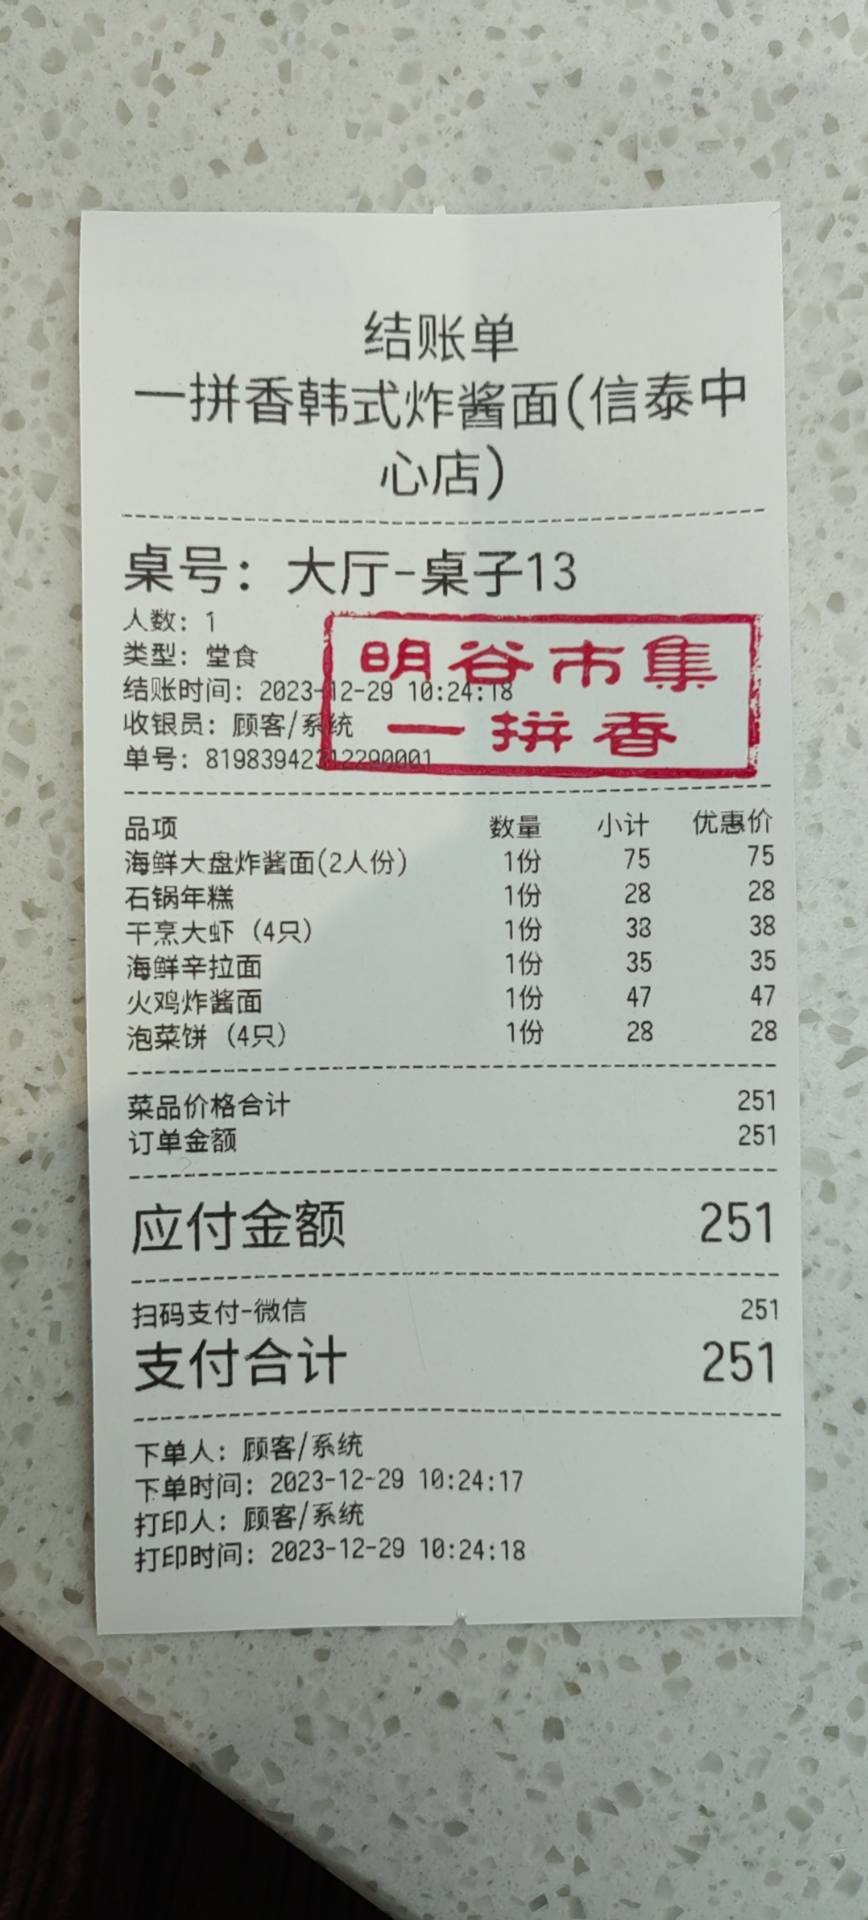 结账单
一拼香韩式炸酱面(信泰中
心店)
桌号: 大厅-桌子13
人数: 1
类型: 堂食
结账时间: 2023-12-29 10:24:18
收银员: 顾客/系统
单号: 819839422312290001
明谷市集
一拼香
品项 数量 小计 优惠价
海鲜大盘炸酱面(2人份) 1份 75 75
石锅年糕 1份 28 28
干烹大虾 (4只) 1份 38 38
海鲜辛拉面 1份 35 35
火鸡炸酱面 1份 47 47
泡菜饼 (4只) 1份 28 28
菜品价格合计 251
订单金额 251
应付金额 251
扫码支付-微信 251
支付合计 251
下单人: 顾客/系统
下单时间: 2023-12-29 10:24:17
打印人: 顾客/系统
打印时间: 2023-12-29 10:24:18